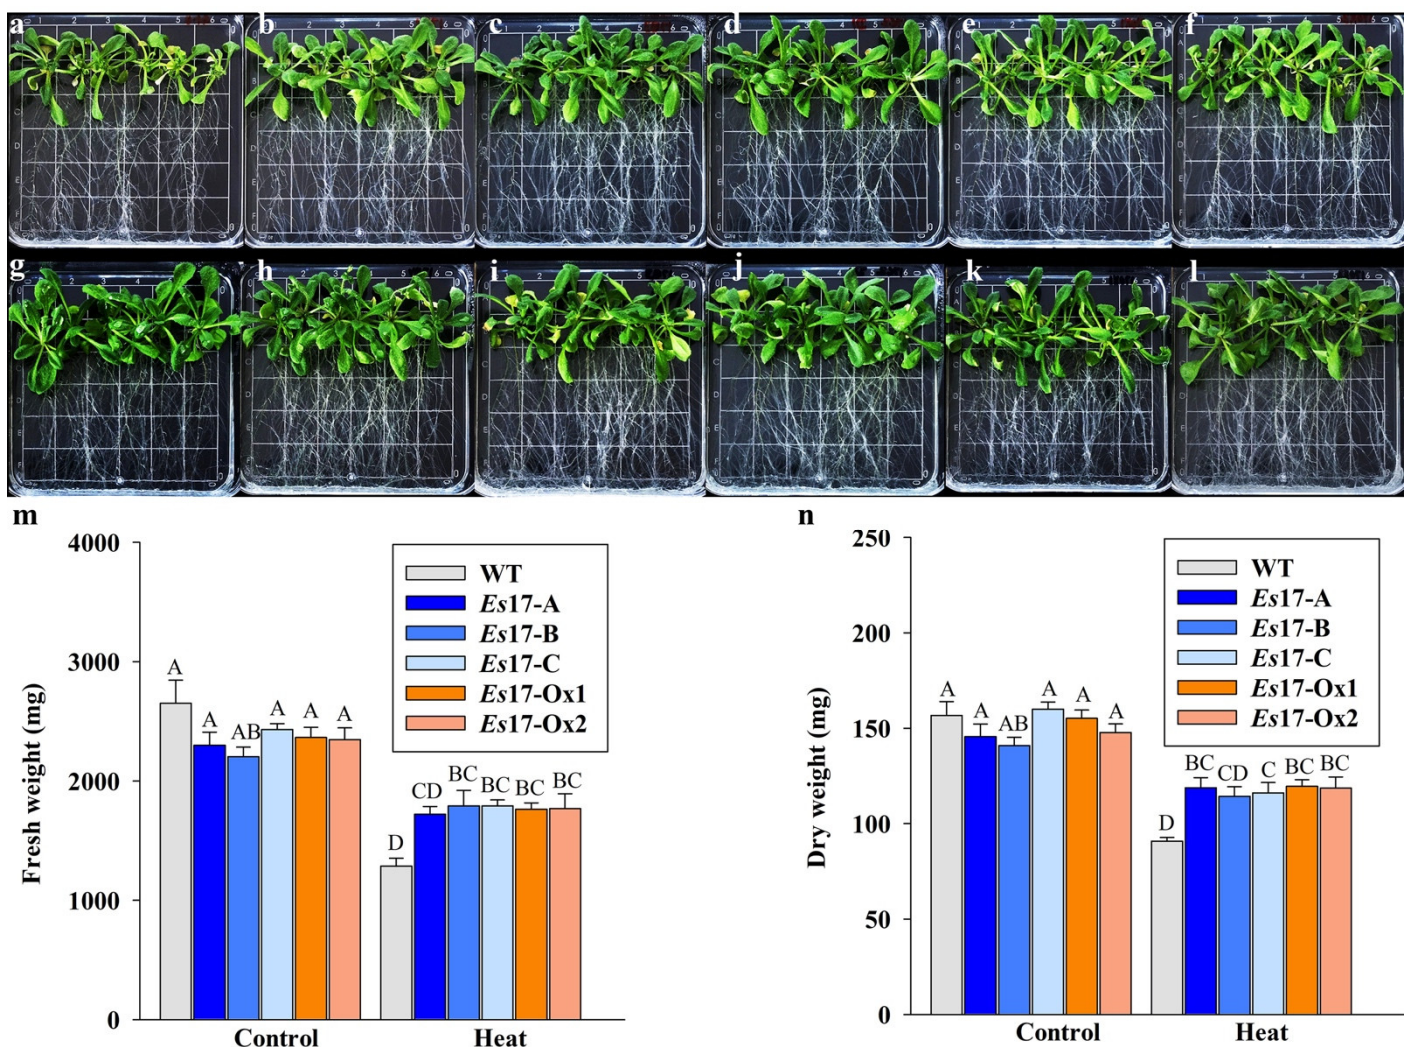 a b c d e f
g h i j k l
m
4000
3000
2000
1000
0
Fresh weight (mg)
WT
Es17-A
Es17-B
Es17-C
Es17-Ox1
Es17-Ox2
A A AB A A A
D CD BC BC BC BC
Control Heat
n
250
200
150
100
50
0
Dry weight (mg)
WT
Es17-A
Es17-B
Es17-C
Es17-Ox1
Es17-Ox2
A A AB A A A
D BC CD C BC BC
Control Heat